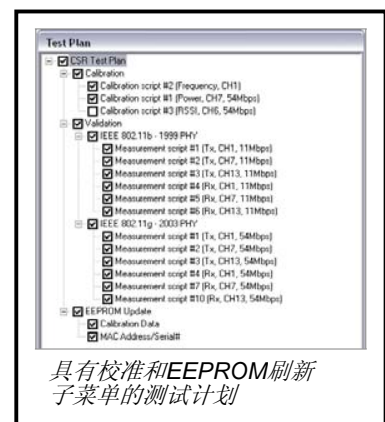 Test Plan
CSR Test Plan
Calibration
Calibration script #2 (Frequency, CH1)
Calibration script #1 (Power, CH7, 54Mbps)
Calibration script #3 (RSSI, CH6, 54Mbps)
Validation
IEEE 802.11b - 1999 PHY
Measurement script #1 (Tx, CH1, 11Mbps)
Measurement script #2 (Tx, CH7, 11Mbps)
Measurement script #3 (Tx, CH13, 11Mbps)
Measurement script #4 (Rx, CH1, 11Mbps)
Measurement script #5 (Rx, CH7, 11Mbps)
Measurement script #6 (Rx, CH13, 11Mbps)
IEEE 802.11g - 2003 PHY
Measurement script #1 (Tx, CH1, 54Mbps)
Measurement script #2 (Tx, CH7, 54Mbps)
Measurement script #3 (Tx, CH13, 54Mbps)
Measurement script #4 (Rx, CH1, 54Mbps)
Measurement script #7 (Rx, CH7, 54Mbps)
Measurement script #10 (Rx, CH13, 54Mbps)
EEPROM Update
Calibration Data
MAC Address/Serial#
具有校准和EEPROM刷新
子菜单的测试计划